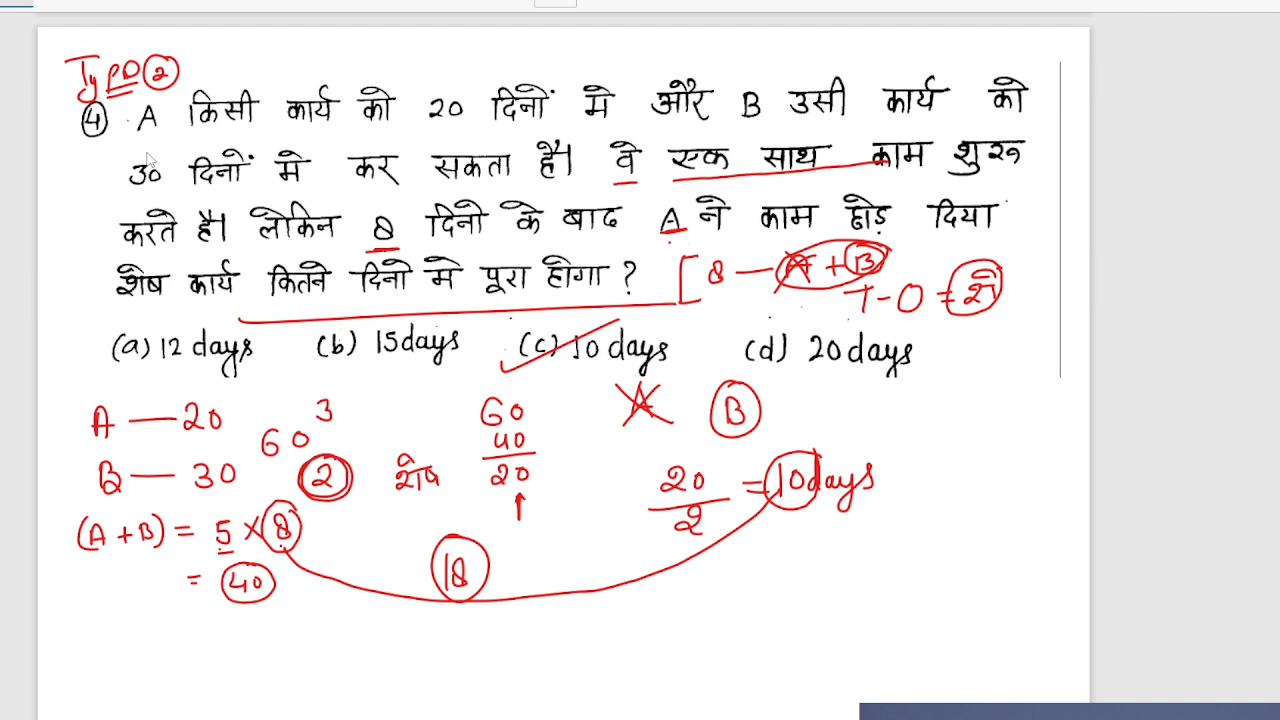 Type ②
④ A किसी कार्य को 20 दिनों मे और B उसी कार्य को
30 दिनों मे कर सकता है। वे एक साथ काम शुरू
करते है। लेकिन 8 दिनो के बाद A ने काम छोड़ दिया
शेष कार्य कितने दिनो मे पूरा होगा ? [ 8 — A + B
T - 0 =
(a) 12 days (b) 15 days (c) 10 days (d) 20 days
A — 20 60 3 60 A B
B — 30 2 शेष 40
20 20/2 = 10 days
(A + B) = 5 × 8
= 40 18